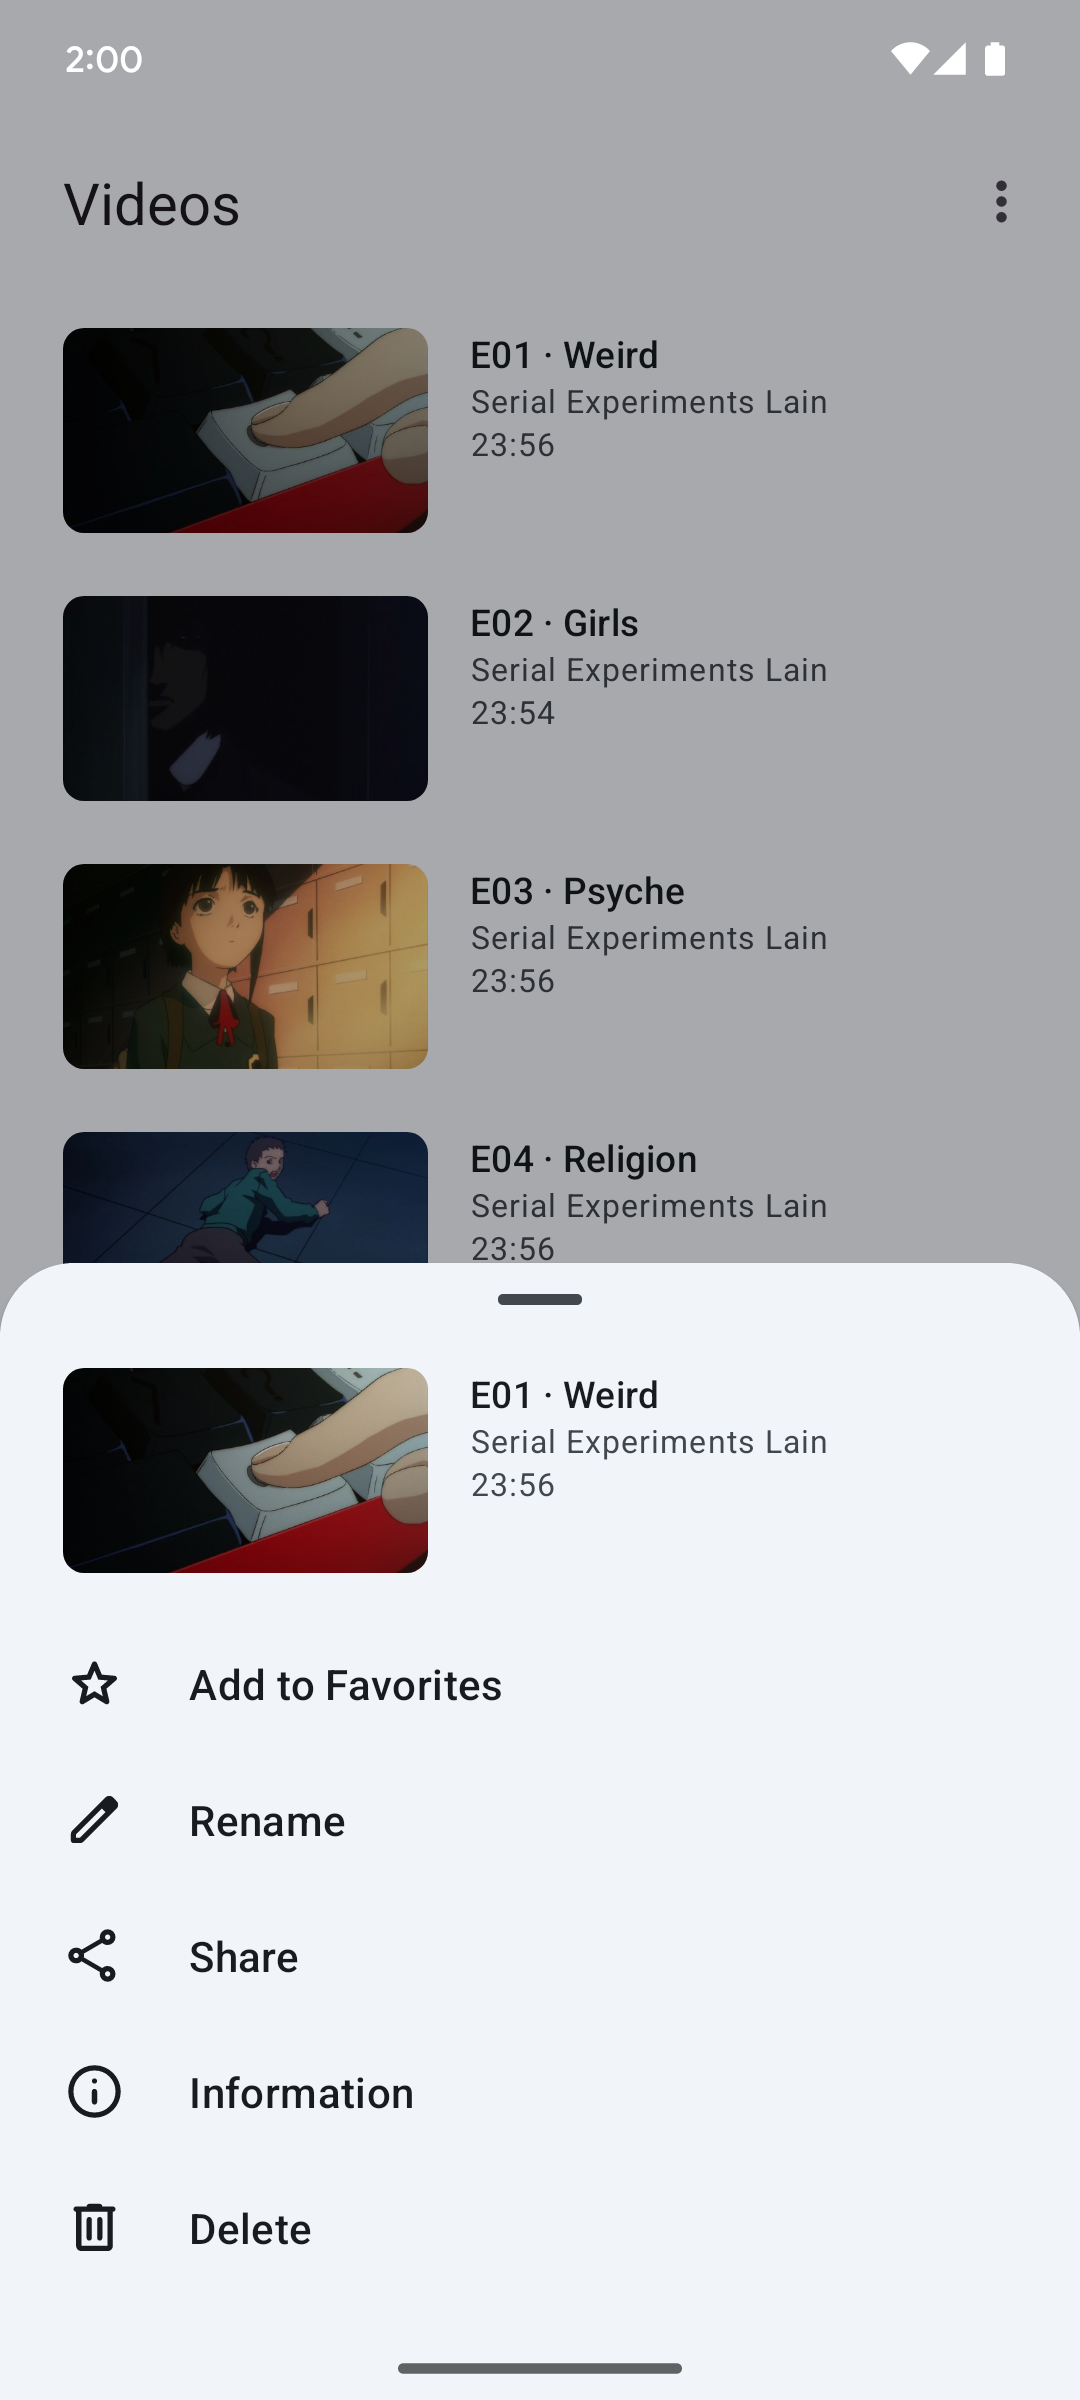 2:00
Videos
E01 · Weird
Serial Experiments Lain
23:56
E02 · Girls
Serial Experiments Lain
23:54
E03 · Psyche
Serial Experiments Lain
23:56
E04 · Religion
Serial Experiments Lain
23:56
E01 · Weird
Serial Experiments Lain
23:56
Add to Favorites
Rename
Share
Information
Delete